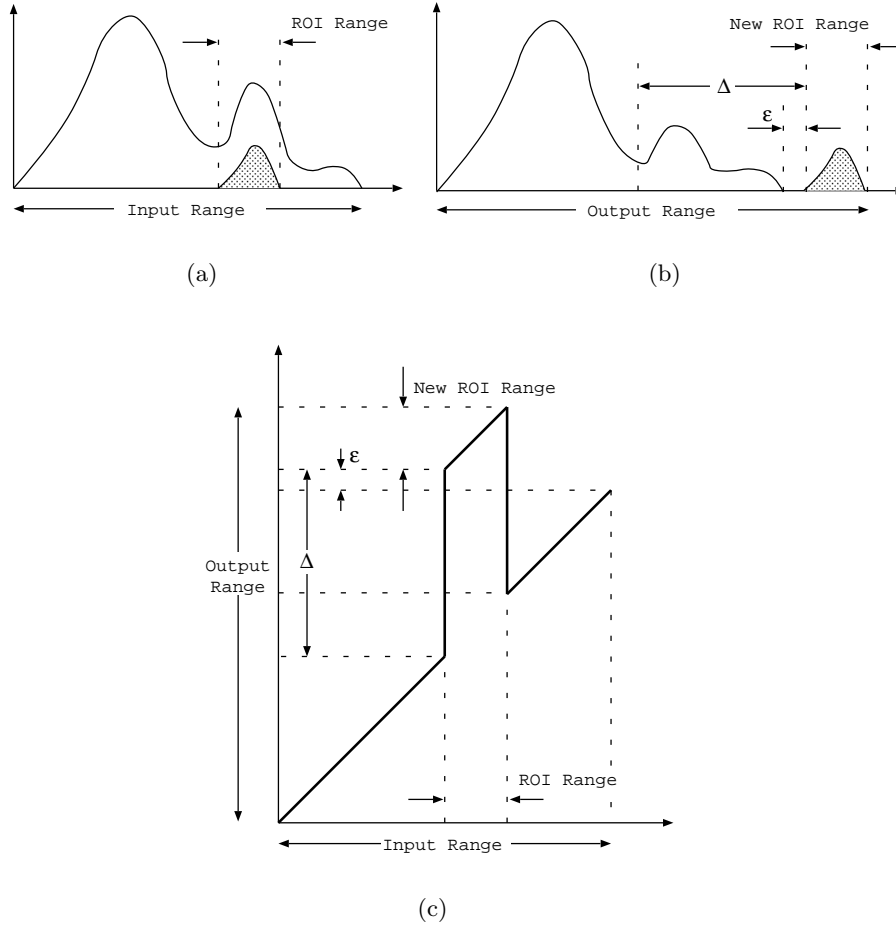 ROI Range
Input Range
(a)
New ROI Range
Δ
ε
Output Range
(b)
New ROI Range
ε
Output
Range
Δ
ROI Range
Input Range
(c)